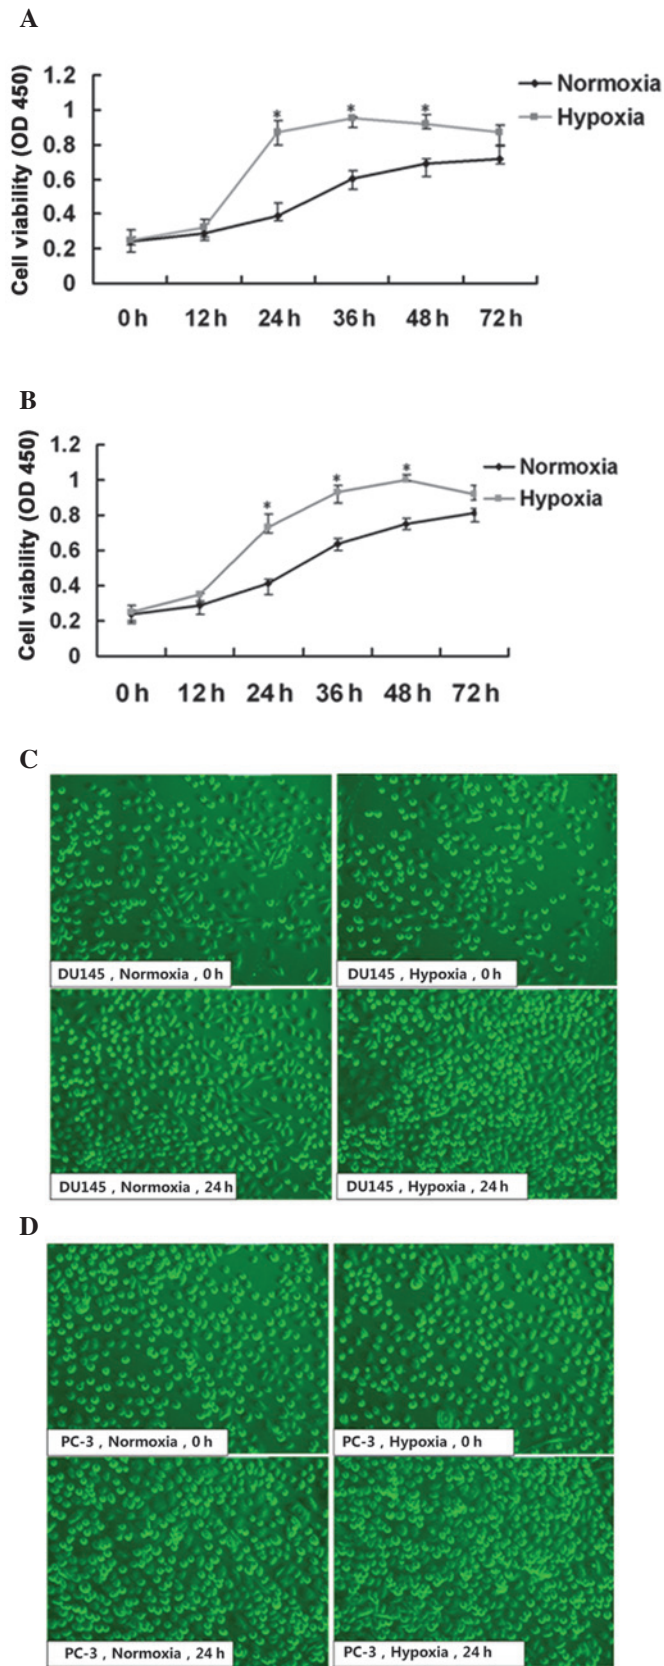 A
Cell viability (OD 450)
1.2
1
0.8
0.6
0.4
0.2
0
* * *
Normoxia
Hypoxia
0 h 12 h 24 h 36 h 48 h 72 h
B
Cell viability (OD 450)
1.2
1
0.8
0.6
0.4
0.2
0
* * *
Normoxia
Hypoxia
0 h 12 h 24 h 36 h 48 h 72 h
C
DU145 , Normoxia , 0 h
DU145 , Hypoxia , 0 h
DU145 , Normoxia , 24 h
DU145 , Hypoxia , 24 h
D
PC-3 , Normoxia , 0 h
PC-3 , Hypoxia , 0 h
PC-3 , Normoxia , 24 h
PC-3 , Hypoxia , 24 h